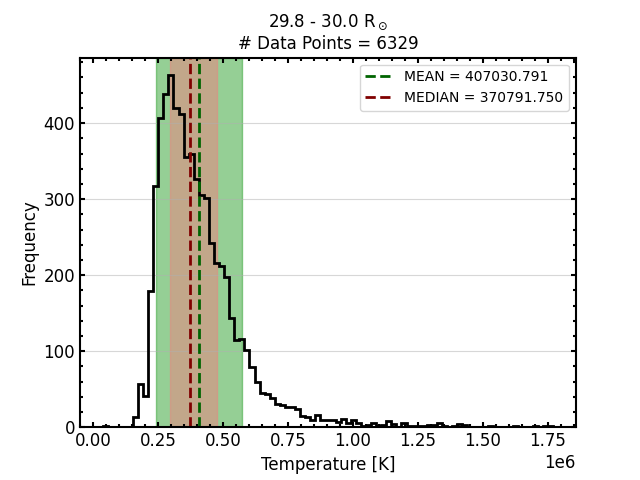 29.8 - 30.0 R☉
# Data Points = 6329
MEAN = 407030.791
MEDIAN = 370791.750
Frequency
400
300
200
100
0
0.00 0.25 0.50 0.75 1.00 1.25 1.50 1.75
1e6
Temperature [K]